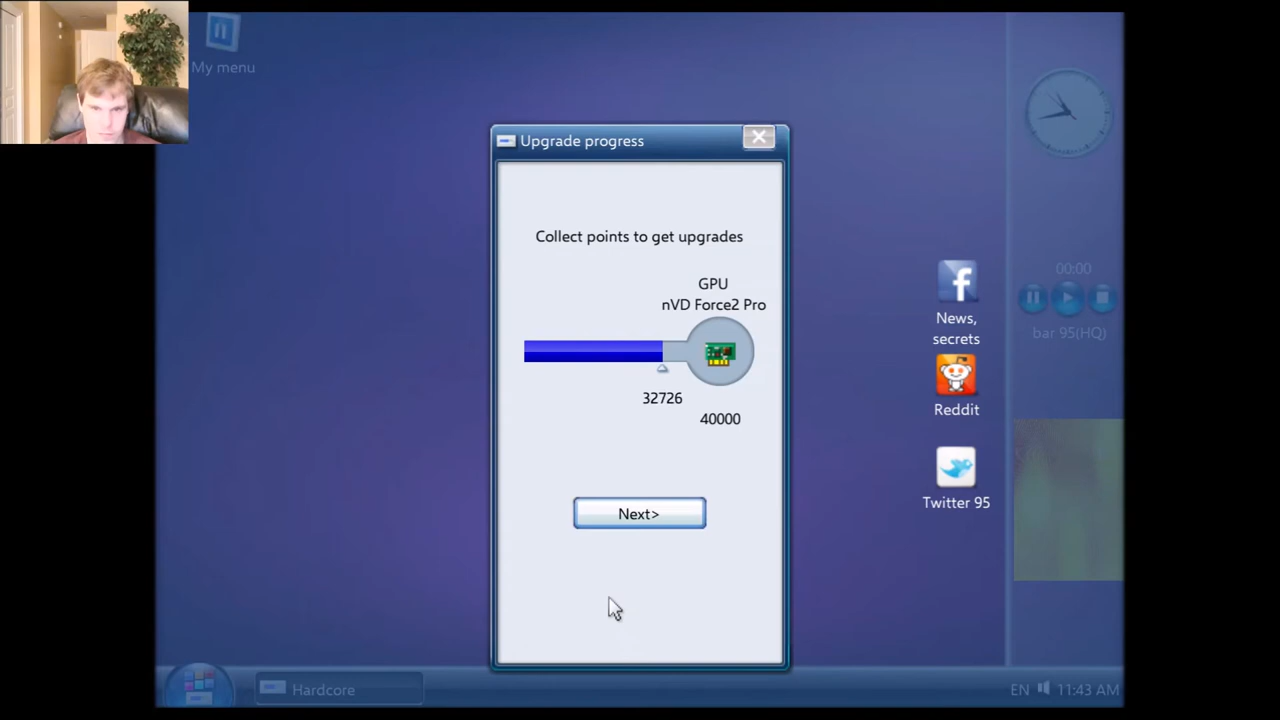 My menu
Upgrade progress
Collect points to get upgrades
GPU
nVD Force2 Pro
32726
40000
Next>
News,
secrets
Reddit
Twitter 95
00:00
bar 95(HQ)
Hardcore
EN 11:43 AM